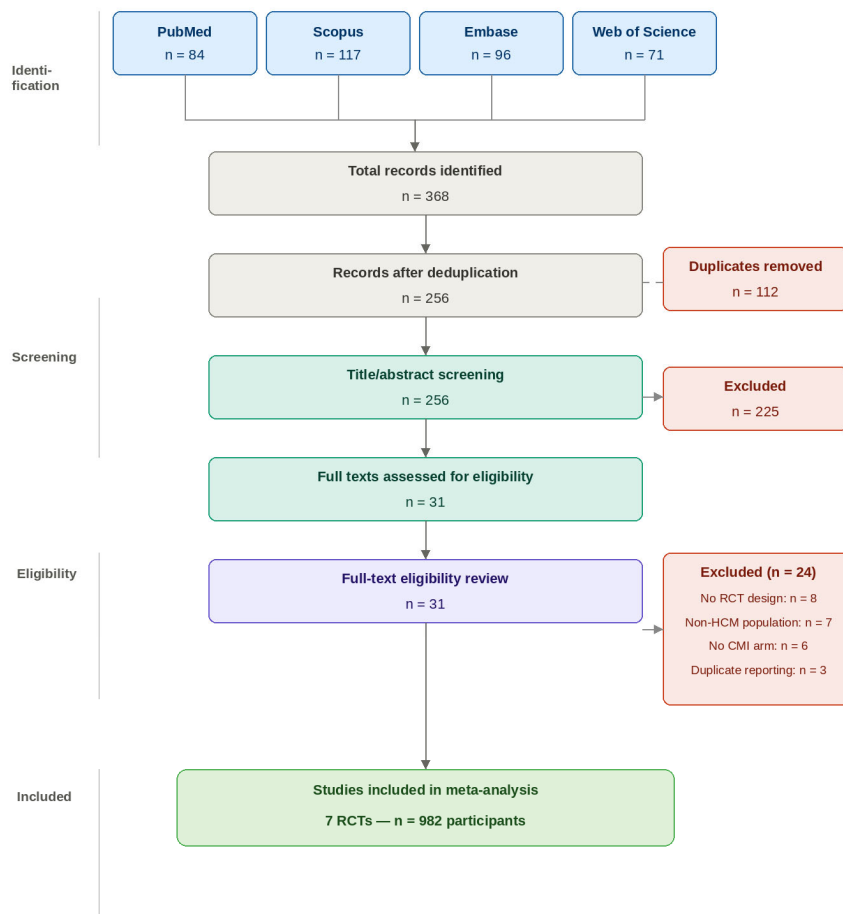 PubMed
n = 84
Scopus
n = 117
Embase
n = 96
Web of Science
n = 71
Identi-
fication
Total records identified
n = 368
Records after deduplication
n = 256
Duplicates removed
n = 112
Screening
Title/abstract screening
n = 256
Excluded
n = 225
Full texts assessed for eligibility
n = 31
Eligibility
Full-text eligibility review
n = 31
Excluded (n = 24)
No RCT design: n = 8
Non-HCM population: n = 7
No CMI arm: n = 6
Duplicate reporting: n = 3
Included
Studies included in meta-analysis
7 RCTs — n = 982 participants